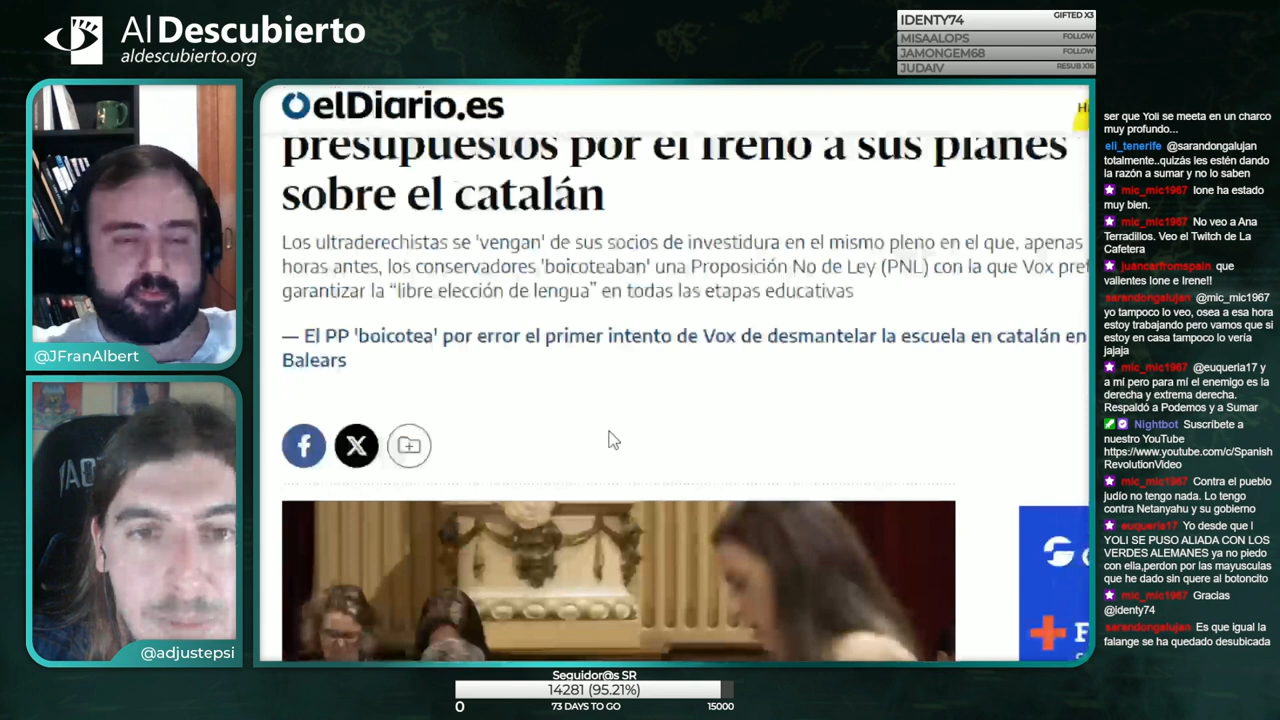 Al Descubierto
aldescubierto.org
IDENTY74 GIFTED X3
MISAALOPS FOLLOW
JAMONGEM68 FOLLOW
JUDAIV RESUB X16
elDiario.es
presupuestos por el freno a sus planes
sobre el catalán
Los ultraderechistas se 'vengan' de sus socios de investidura en el mismo pleno en el que, apenas
horas antes, los conservadores 'boicoteaban' una Proposición No de Ley (PNL) con la que Vox pre
garantizar la “libre elección de lengua” en todas las etapas educativas
— El PP 'boicotea' por error el primer intento de Vox de desmantelar la escuela en catalán en
Balears
@JFranAlbert
@adjustepsi
ser que Yoli se meeta en un charco
muy profundo...
eli_tenerife @sarandongalujan
totalmente..quizás les estén dando
la razón a sumar y no lo saben
mic_mic1967 Ione ha estado
muy bien.
mic_mic1967 No veo a Ana
Terradillos. Veo el Twitch de La
Cafetera
juancarfromspain que
valientes Ione e Irene!!
sarandongalujan @mic_mic1967
yo tampoco lo veo, osea a esa hora
estoy trabajando pero vamos que si
estoy en casa tampoco lo vería
jajaja
mic_mic1967 @euqueria17 y
a mí pero para mí el enemigo es la
derecha y extrema derecha.
Respaldó a Podemos y a Sumar
Nightbot Suscríbete a
nuestro YouTube
https://www.youtube.com/c/Spanish
RevolutionVideo
mic_mic1967 Contra el pueblo
judío no tengo nada. Lo tengo
contra Netanyahu y su gobierno
euqueria17 Yo desde que l
YOLI SE PUSO ALIADA CON LOS
VERDES ALEMANES ya no piedo
con ella,perdon por las mayusculas
que he dado sin quere al botoncito
mic_mic1967 Gracias
@identy74
sarandongalujan Es que igual la
falange se ha quedado desubicada
Seguidor@s SR
14281 (95.21%)
0 73 DAYS TO GO 15000